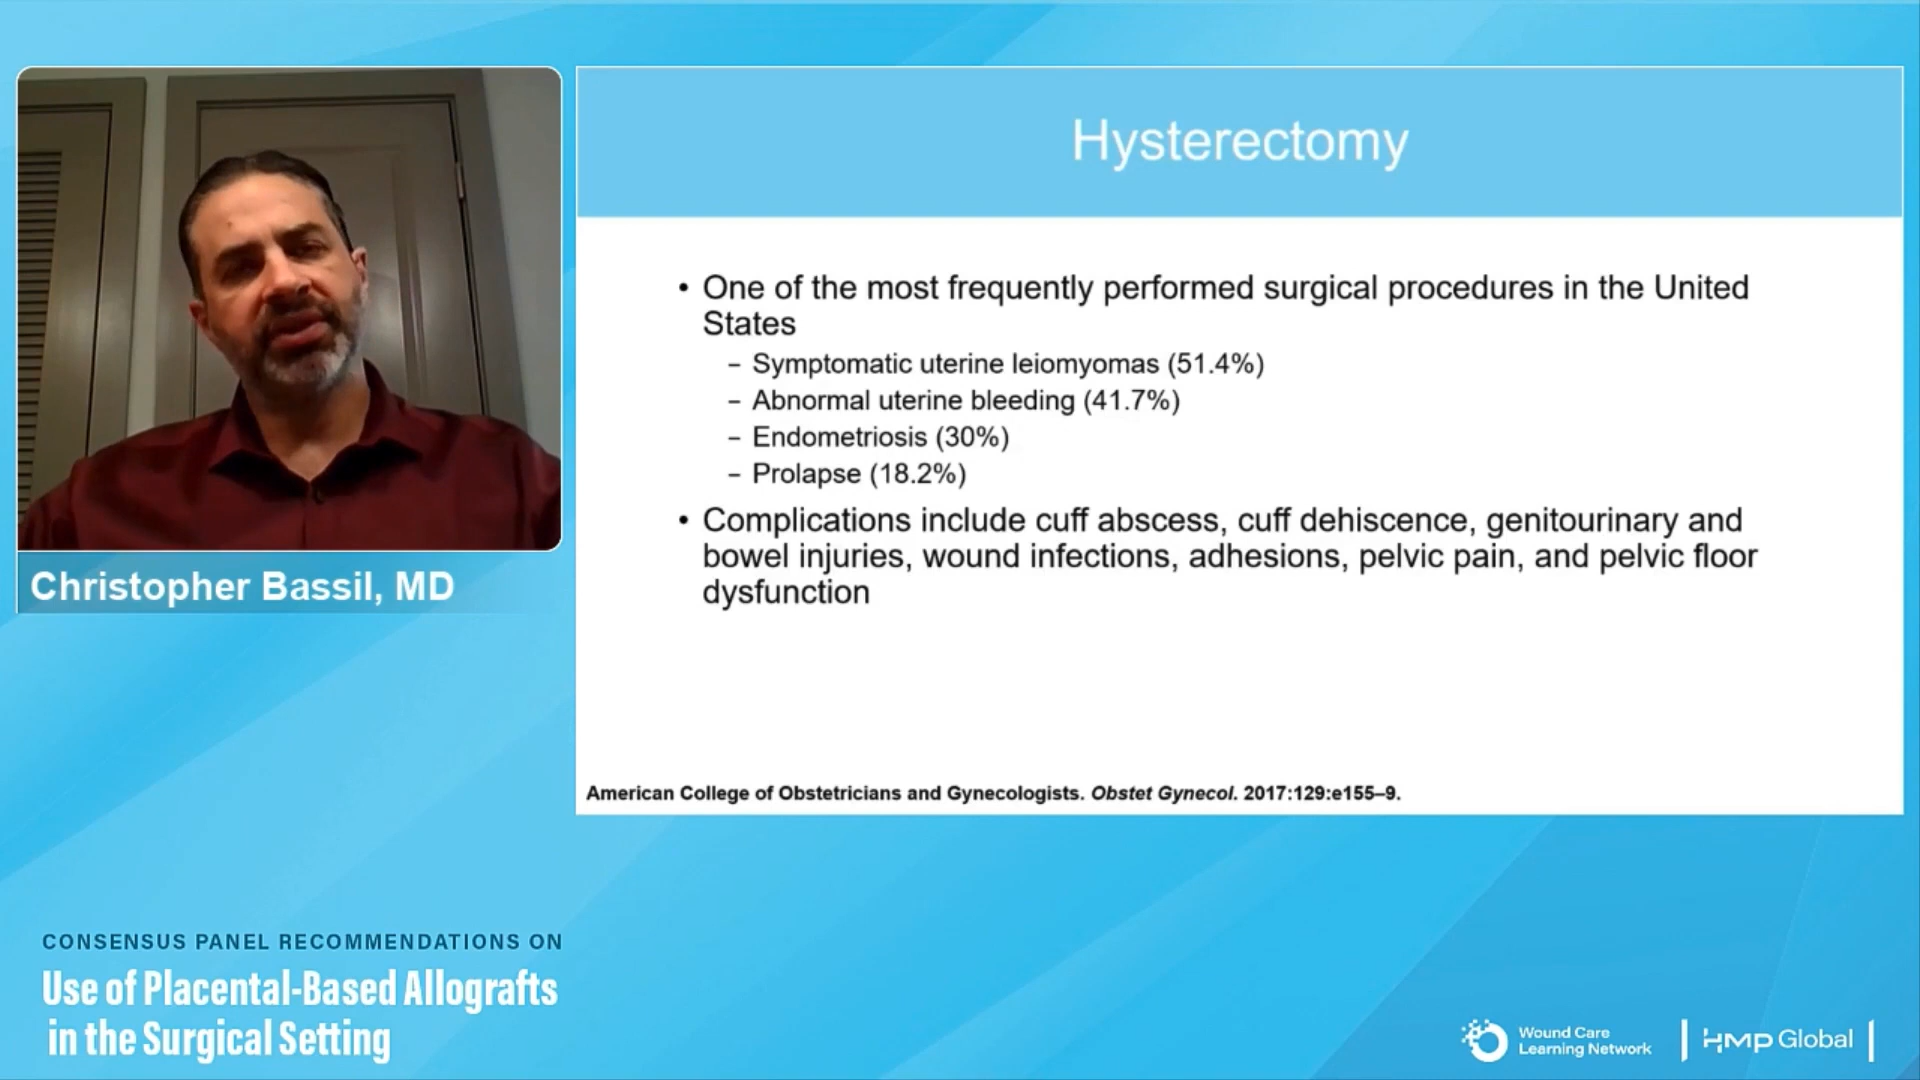 Hysterectomy
• One of the most frequently performed surgical procedures in the United
States
– Symptomatic uterine leiomyomas (51.4%)
– Abnormal uterine bleeding (41.7%)
– Endometriosis (30%)
– Prolapse (18.2%)
• Complications include cuff abscess, cuff dehiscence, genitourinary and
bowel injuries, wound infections, adhesions, pelvic pain, and pelvic floor
dysfunction
American College of Obstetricians and Gynecologists. Obstet Gynecol. 2017:129:e155–9.
Christopher Bassil, MD
CONSENSUS PANEL RECOMMENDATIONS ON
Use of Placental-Based Allografts
in the Surgical Setting
Wound Care
Learning Network
HMP Global